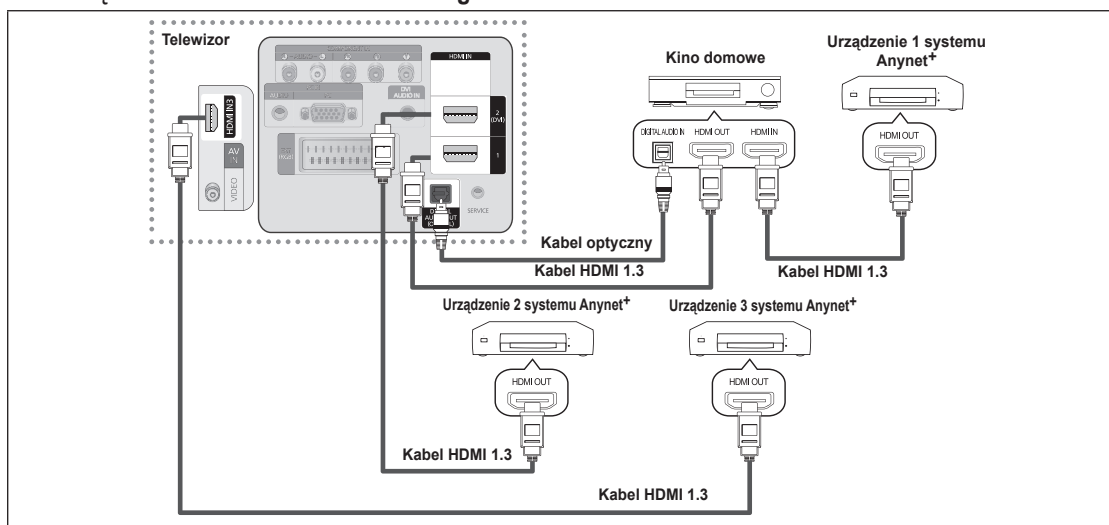 Telewizor
HDMI IN
DVI
AUDIO IN
2
(DVI)
1
HDMI IN3
AV
IN
VIDEO
SERVICE
Kino domowe
DIGITAL AUDIO IN
HDMI OUT
HDMI IN
Urządzenie 1 systemu
Anynet+
HDMI OUT
Kabel optyczny
Kabel HDMI 1.3
Kabel HDMI 1.3
Urządzenie 2 systemu Anynet+
Urządzenie 3 systemu Anynet+
HDMI OUT
HDMI OUT
Kabel HDMI 1.3
Kabel HDMI 1.3